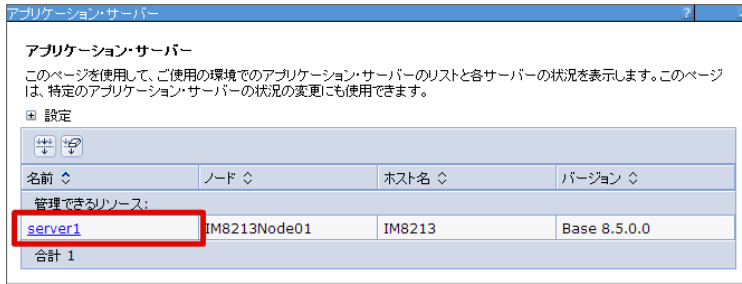 アプリケーション・サーバー ?
アプリケーション・サーバー
このページを使用して、ご使用の環境でのアプリケーション・サーバーのリストと各サーバーの状況を表示します。このページ
は、特定のアプリケーション・サーバーの状況の変更にも使用できます。
設定
名前 ノード ホスト名 バージョン
管理できるリソース:
server1 IM8213Node01 IM8213 Base 8.5.0.0
合計 1